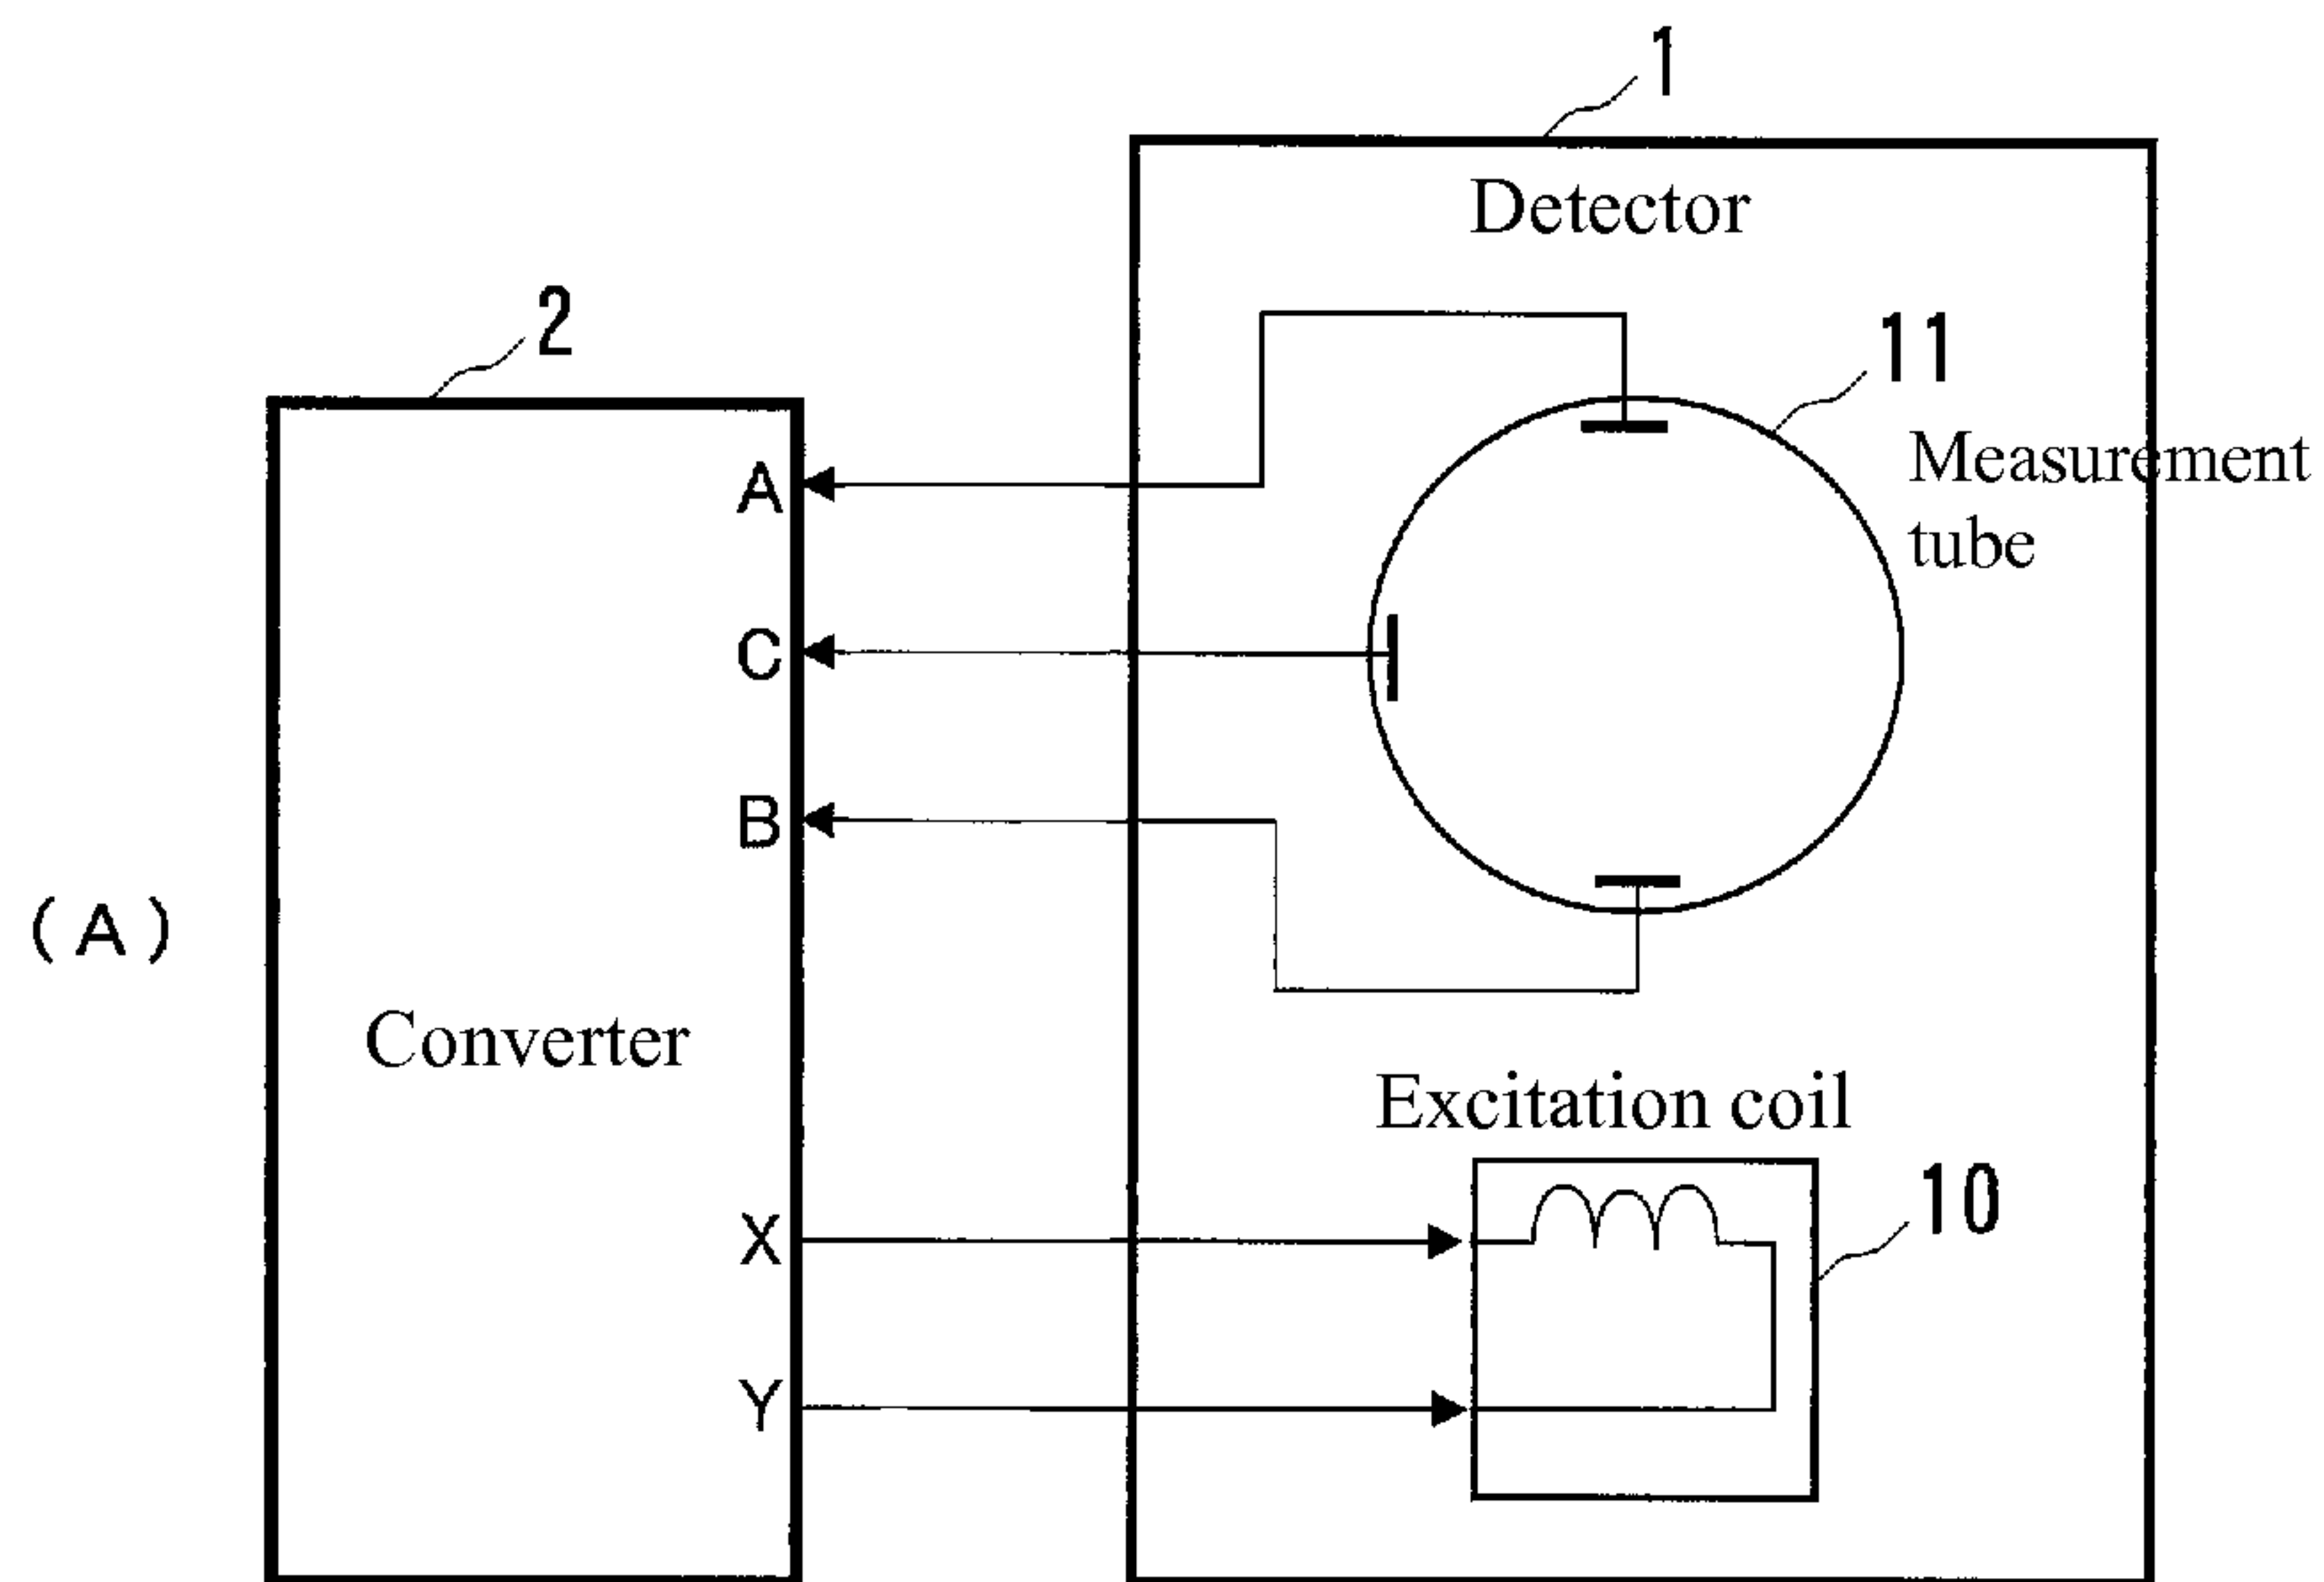 1
Detector
2
11
Measurement
tube
A
C
B
(A)
Converter
Excitation coil
10
X
Y